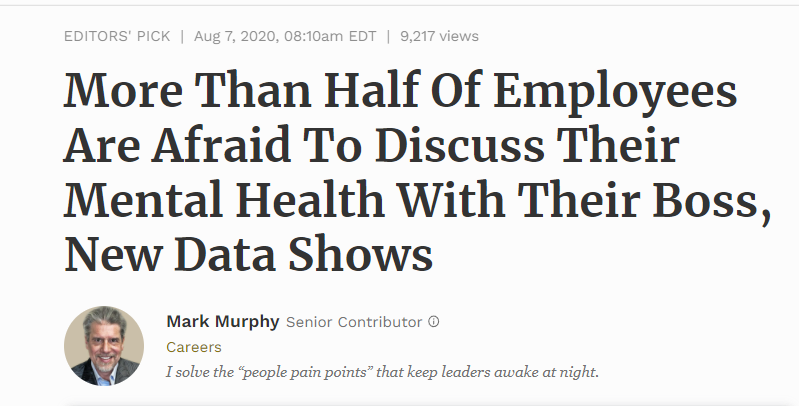 EDITORS' PICK | Aug 7, 2020, 08:10am EDT | 9,217 views
More Than Half Of Employees
Are Afraid To Discuss Their
Mental Health With Their Boss,
New Data Shows
Mark Murphy Senior Contributor ⓘ
Careers
I solve the “people pain points” that keep leaders awake at night.